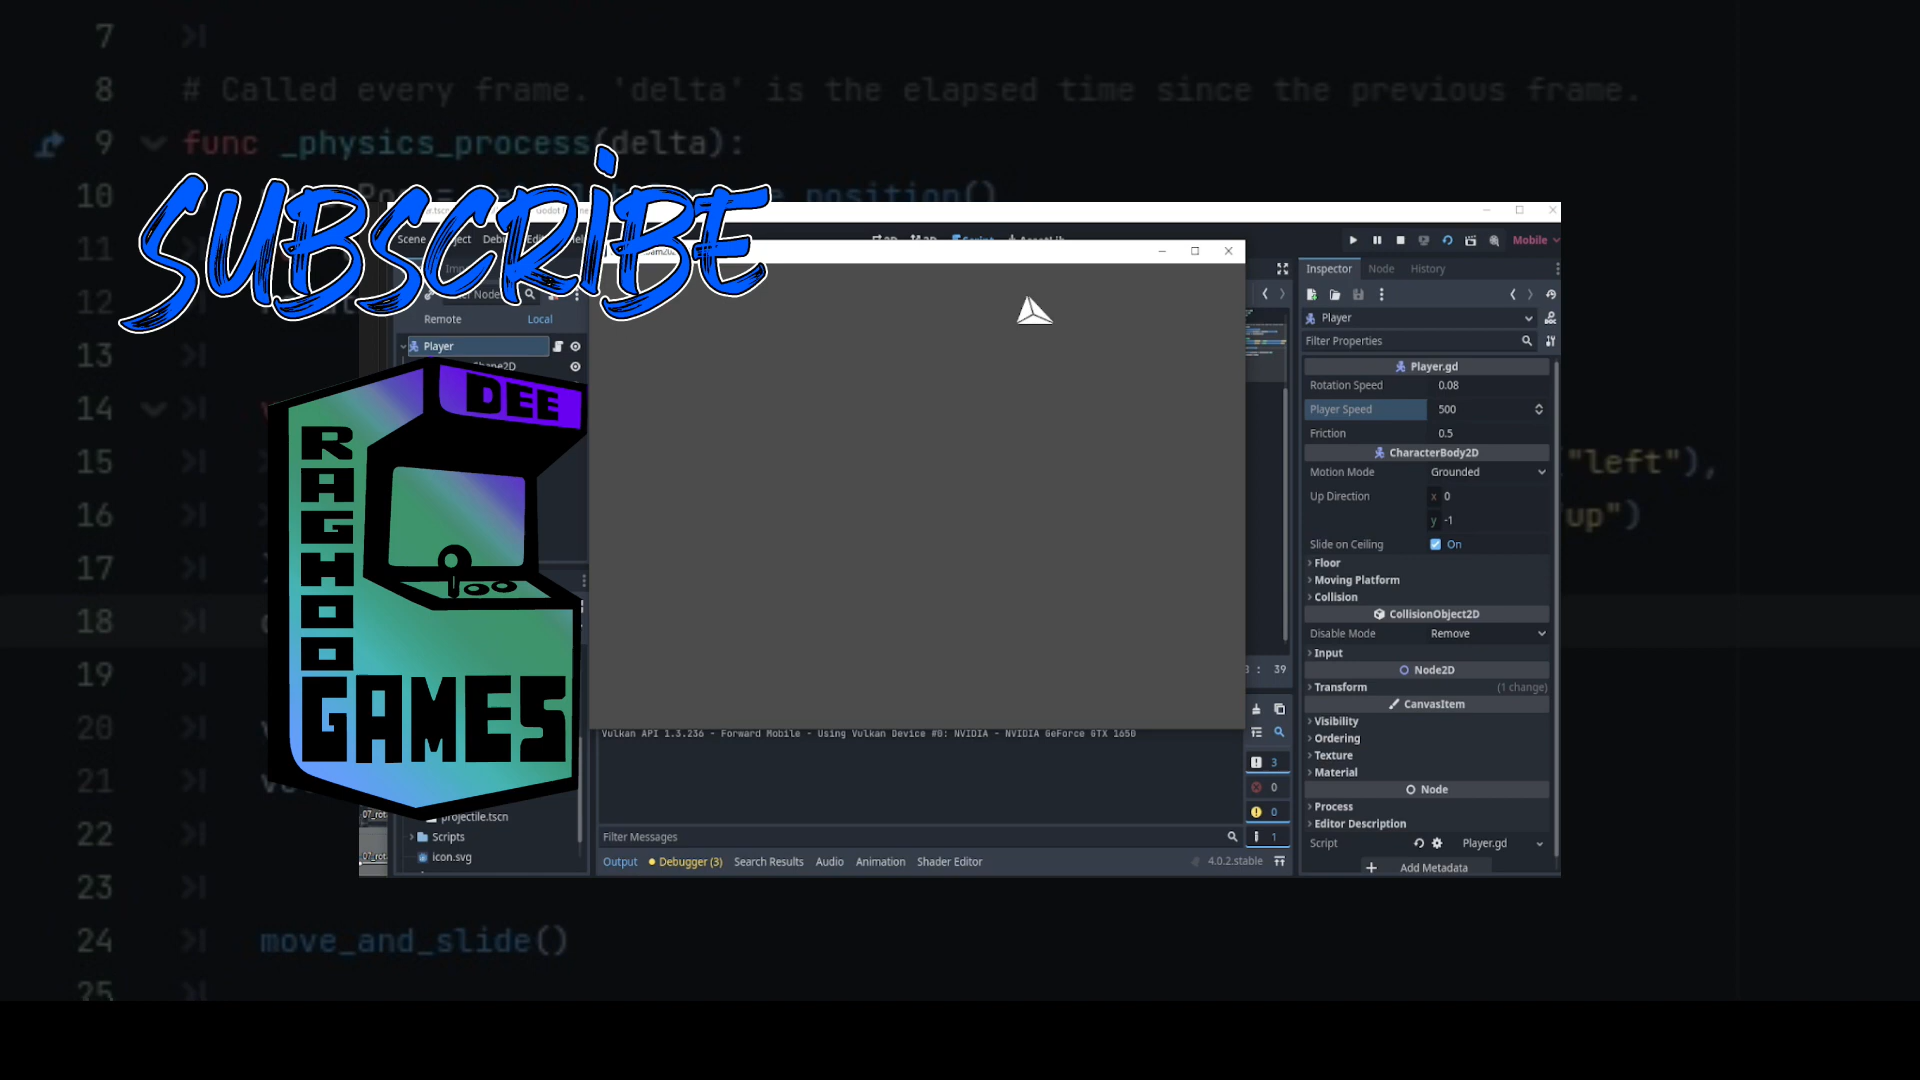 7
8 # Called every frame. 'delta' is the elapsed time since the previous frame.
9 func _physics_process(delta):
10 position()
11
12
13
14
15 "left"),
16 up")
17
18
19
20
21
22
23
24 move_and_slide()
25
SUBSCRIBE
DEE
RAGHOO
GAMES
Scene
Mobile
Remote Local
Player
projectile.tscn
Scripts
icon.svg
: 39
Vulkan API 1.3.236 - Forward Mobile - Using Vulkan Device #0: NVIDIA - NVIDIA GeForce GTX 1650
3
0
0
1
Filter Messages
Output Debugger (3) Search Results Audio Animation Shader Editor 4.0.2.stable
Inspector Node History
Player
Filter Properties
Player.gd
Rotation Speed 0.08
Player Speed 500
Friction 0.5
CharacterBody2D
Motion Mode Grounded
Up Direction x 0
y -1
Slide on Ceiling On
Floor
Moving Platform
Collision
CollisionObject2D
Disable Mode Remove
Input
Node2D
Transform (1 change)
CanvasItem
Visibility
Ordering
Texture
Material
Node
Process
Editor Description
Script Player.gd
Add Metadata